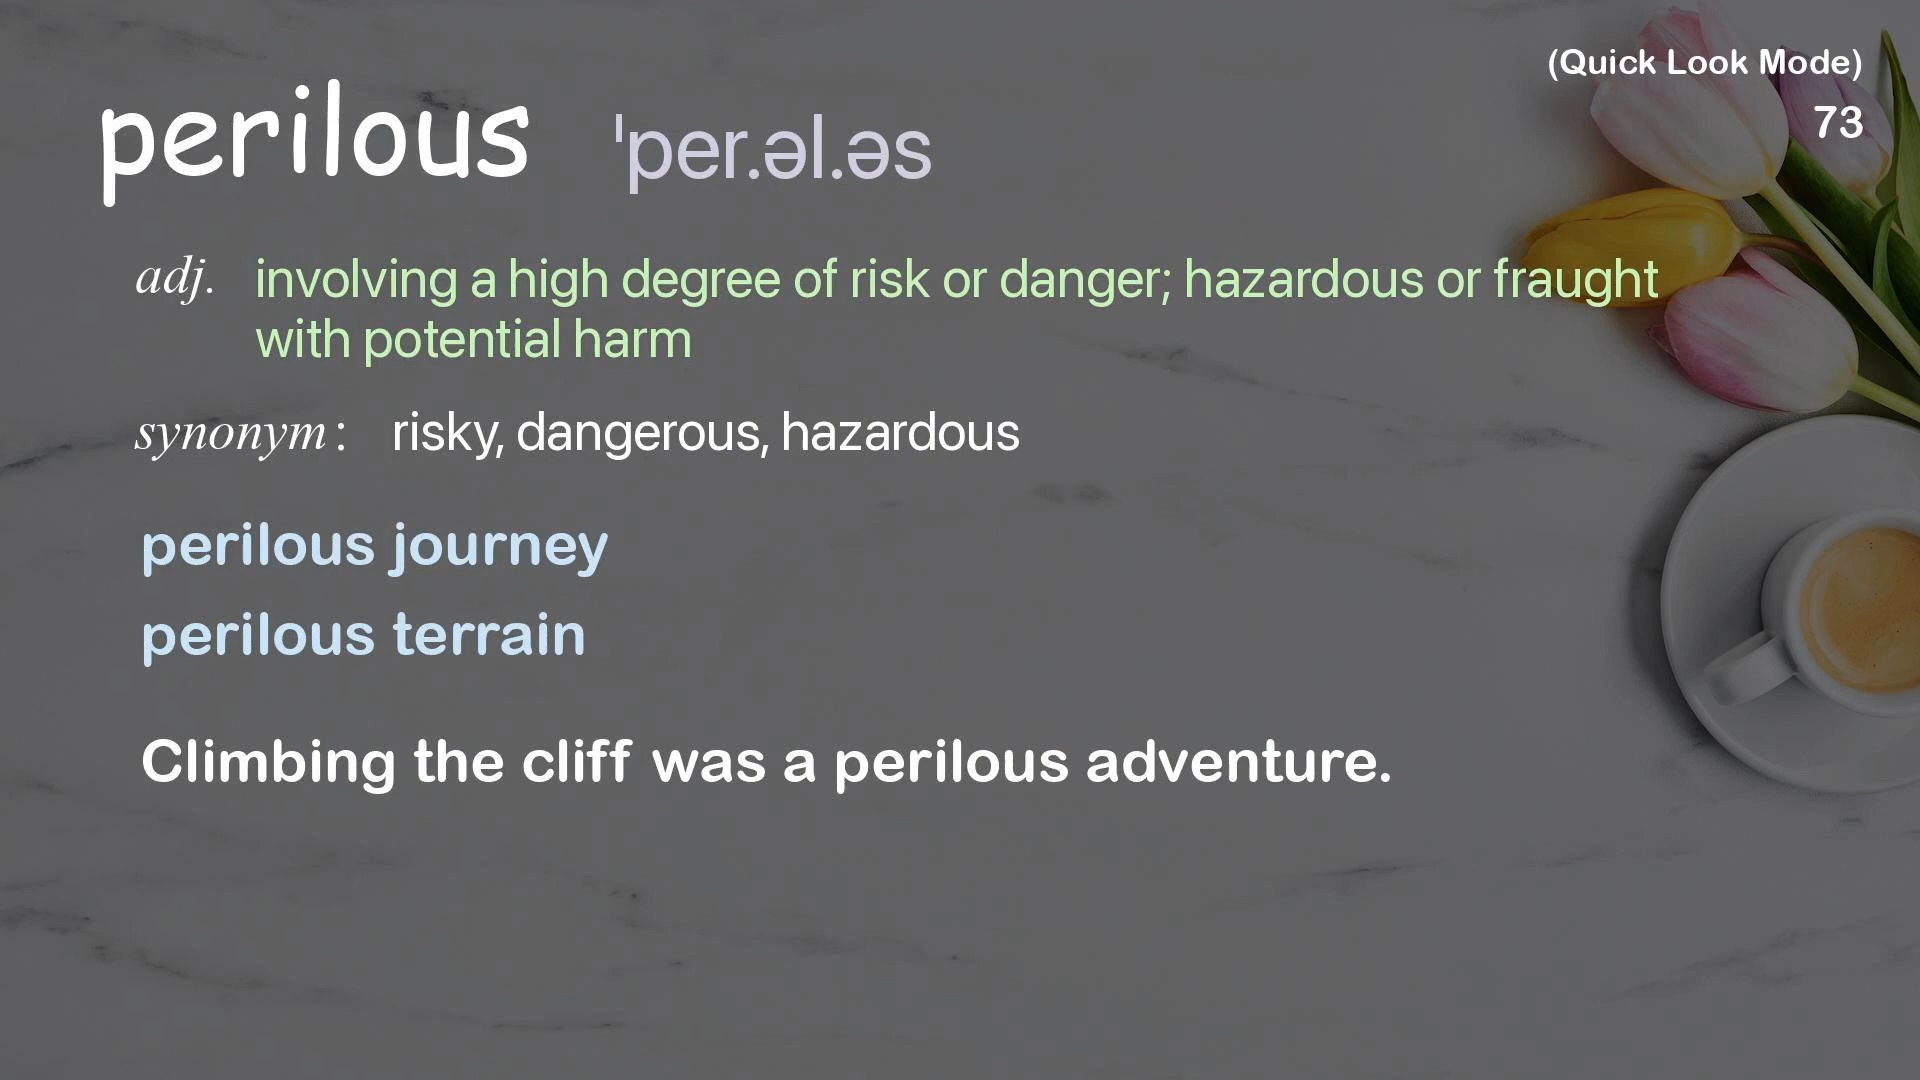 (Quick Look Mode)
73
perilous ˈper.əl.əs
adj. involving a high degree of risk or danger; hazardous or fraught
with potential harm
synonym: risky, dangerous, hazardous
perilous journey
perilous terrain
Climbing the cliff was a perilous adventure.